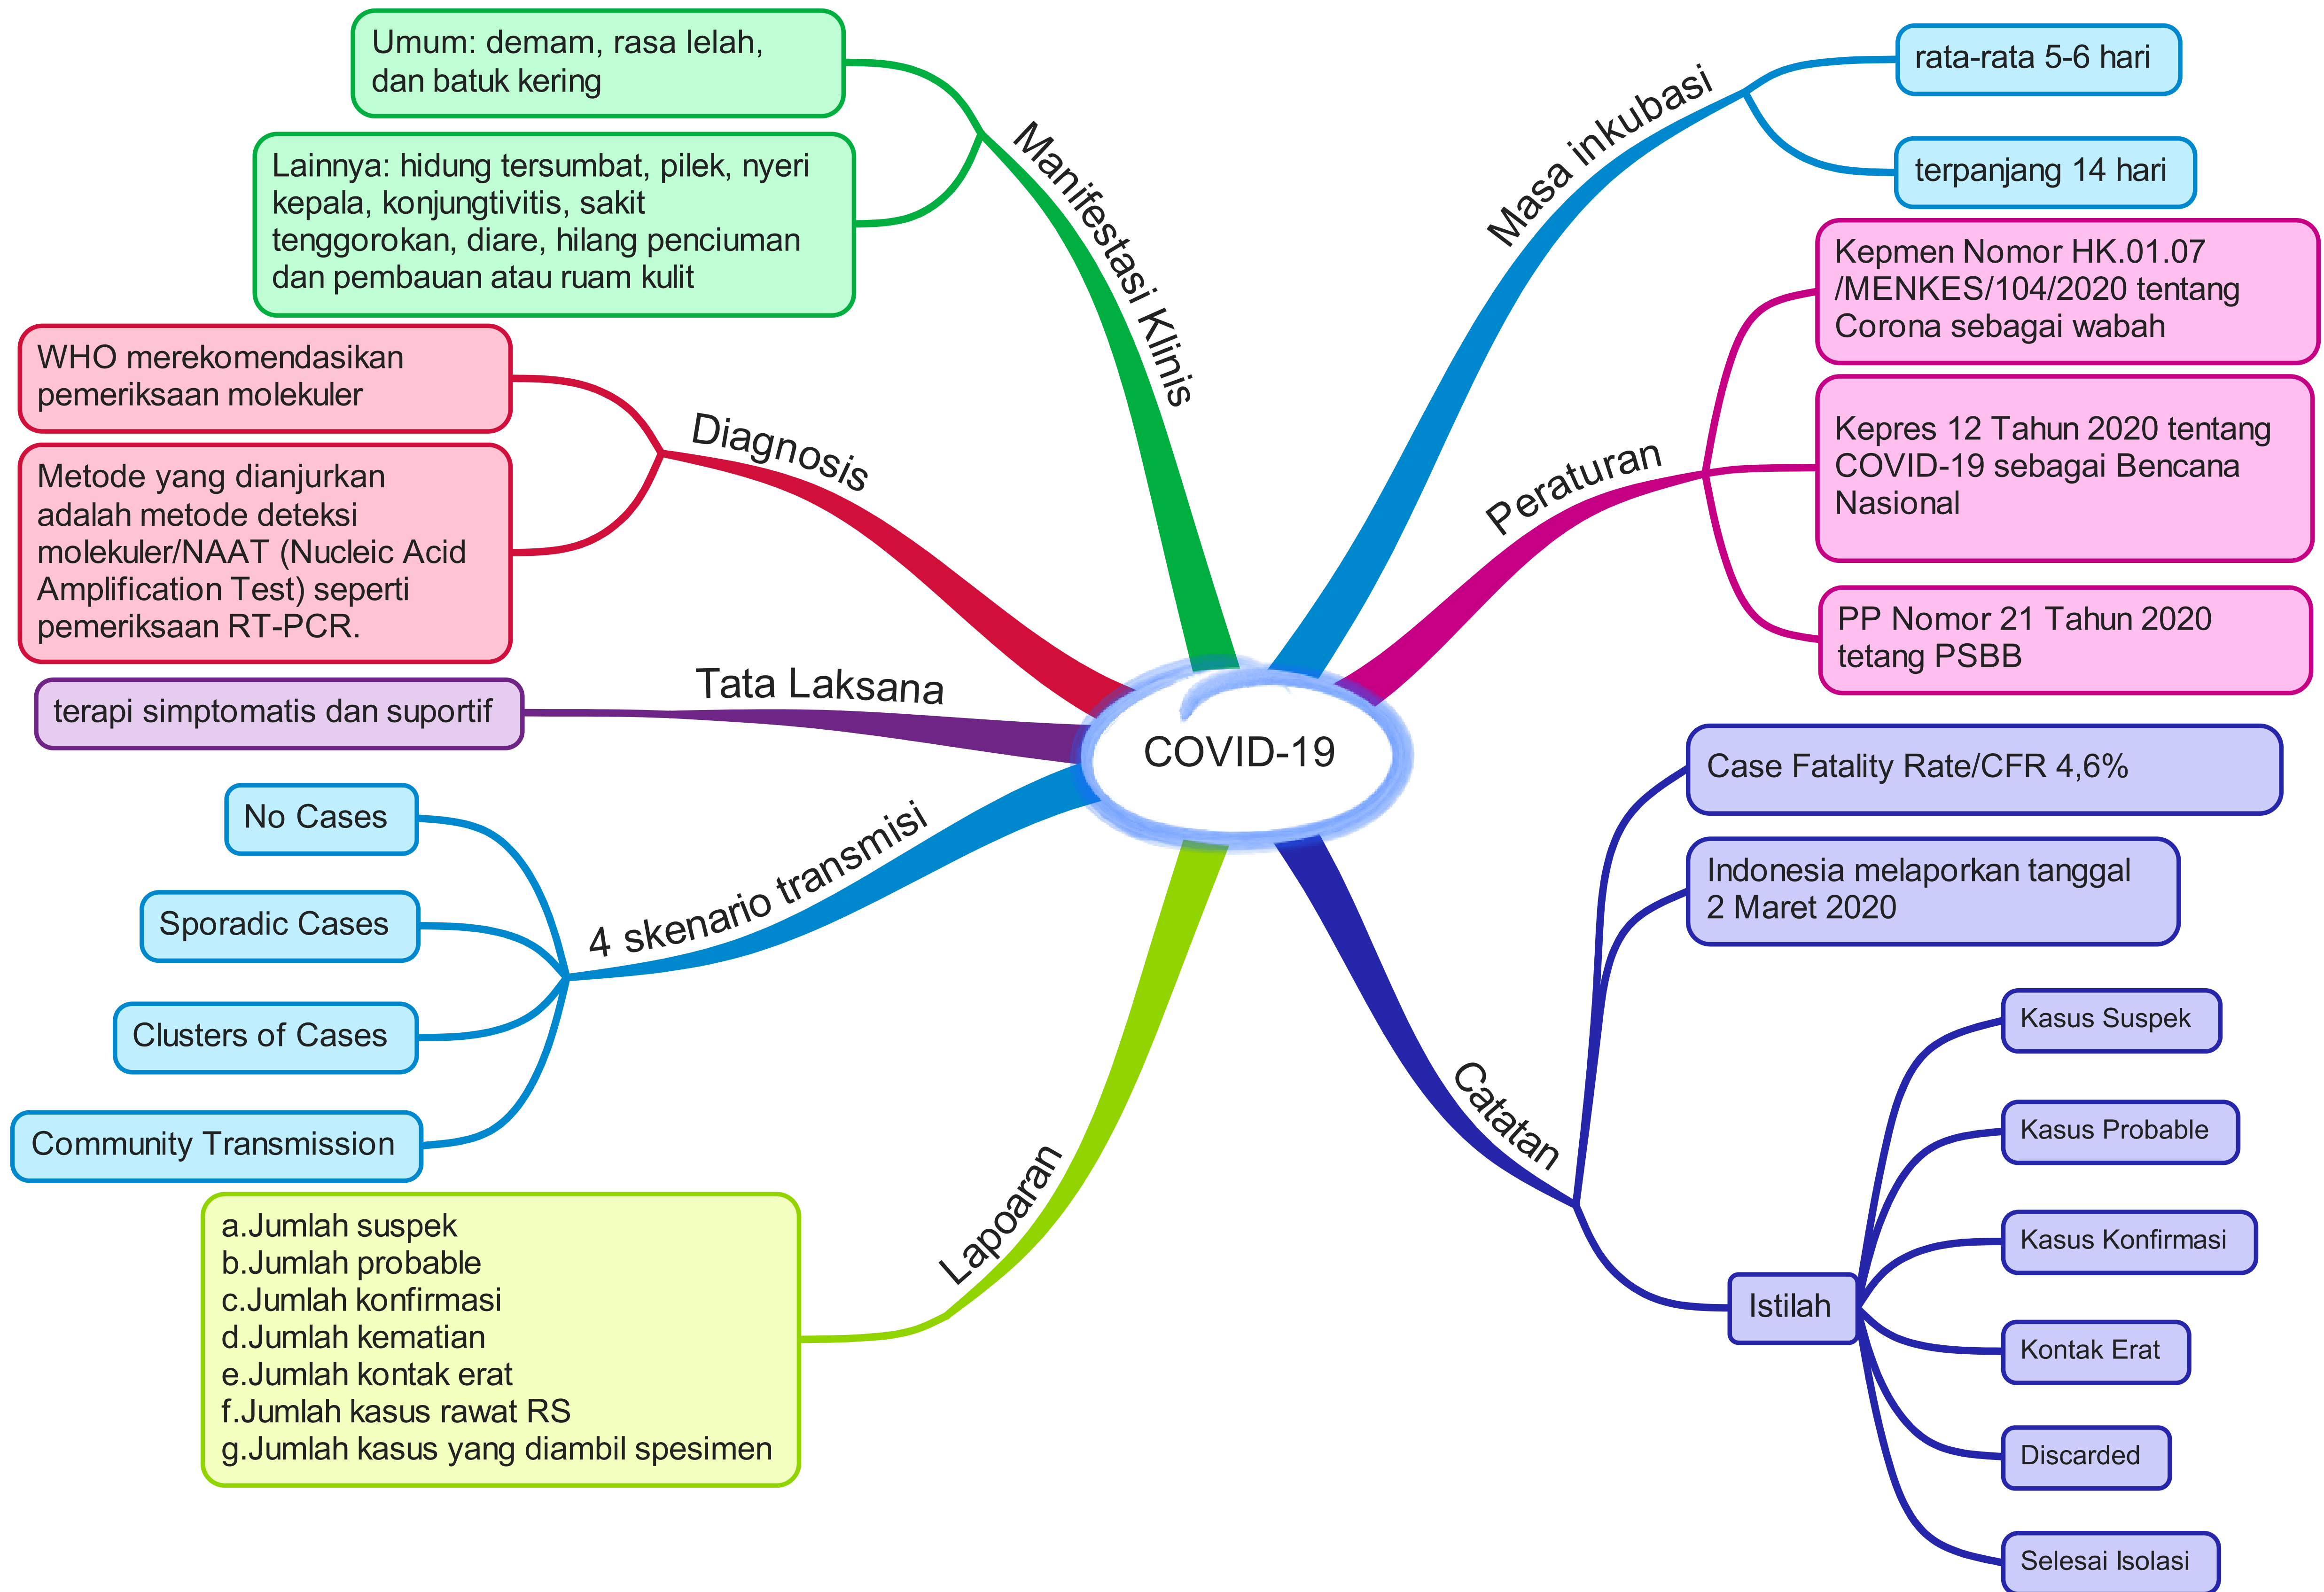 COVID-19
Masa inkubasi
rata-rata 5-6 hari
terpanjang 14 hari
Peraturan
Kepmen Nomor HK.01.07
/MENKES/104/2020 tentang
Corona sebagai wabah
Kepres 12 Tahun 2020 tentang
COVID-19 sebagai Bencana
Nasional
PP Nomor 21 Tahun 2020
tetang PSBB
Catatan
Case Fatality Rate/CFR 4,6%
Indonesia melaporkan tanggal
2 Maret 2020
Istilah
Kasus Suspek
Kasus Probable
Kasus Konfirmasi
Kontak Erat
Discarded
Selesai Isolasi
Manifestasi Klinis
Umum: demam, rasa lelah,
dan batuk kering
Lainnya: hidung tersumbat, pilek, nyeri
kepala, konjungtivitis, sakit
tenggorokan, diare, hilang penciuman
dan pembauan atau ruam kulit
Diagnosis
WHO merekomendasikan
pemeriksaan molekuler
Metode yang dianjurkan
adalah metode deteksi
molekuler/NAAT (Nucleic Acid
Amplification Test) seperti
pemeriksaan RT-PCR.
Tata Laksana
terapi simptomatis dan suportif
4 skenario transmisi
No Cases
Sporadic Cases
Clusters of Cases
Community Transmission
Lapoaran
a.Jumlah suspek
b.Jumlah probable
c.Jumlah konfirmasi
d.Jumlah kematian
e.Jumlah kontak erat
f.Jumlah kasus rawat RS
g.Jumlah kasus yang diambil spesimen